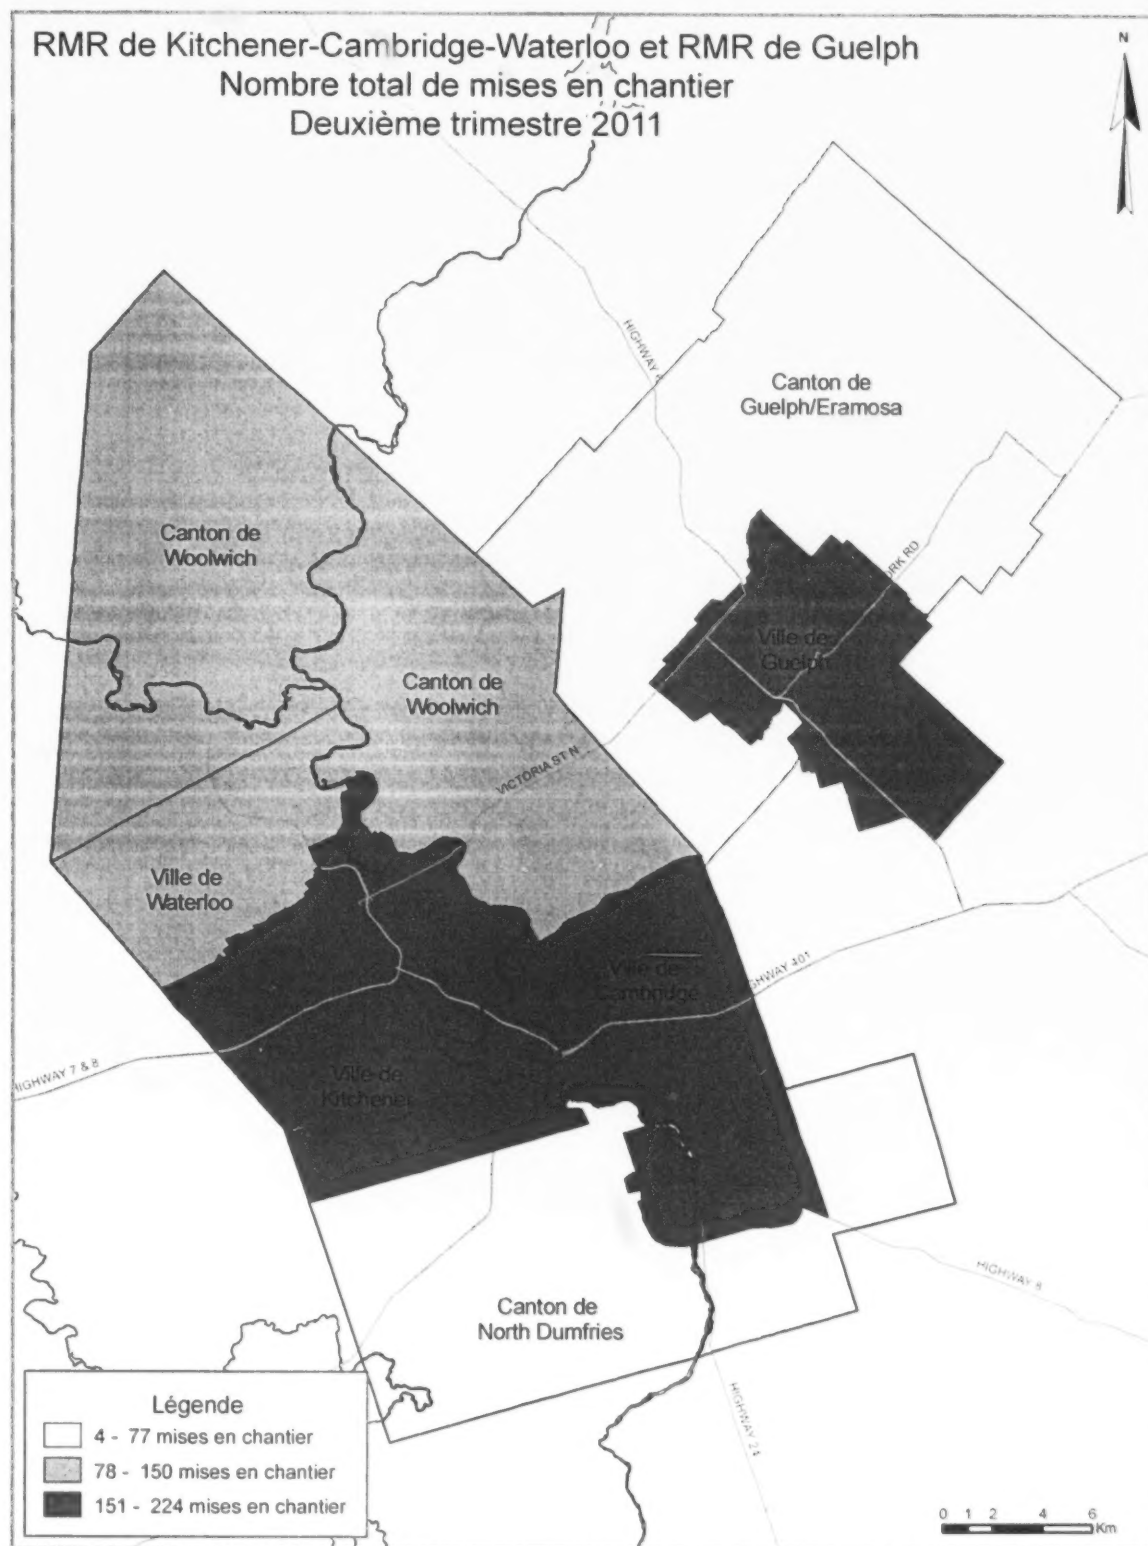 RMR de Kitchener-Cambridge-Waterloo et RMR de Guelph
Nombre total de mises en chantier
Deuxième trimestre 2011
N
HIGHWAY
Canton de
Guelph/Eramosa
Canton de
Woolwich
ORK RD
Ville de
Guelph
Canton de
Woolwich
VICTORIA ST N
Ville de
Waterloo
Ville de
Cambridge
GHWAY 401
HIGHWAY 7 & 8
Ville de
Kitchener
HIGHWAY 8
Canton de
North Dumfries
HIGHWAY 24
Légende
4 - 77 mises en chantier
78 - 150 mises en chantier
151 - 224 mises en chantier
0 1 2 4 6
Km